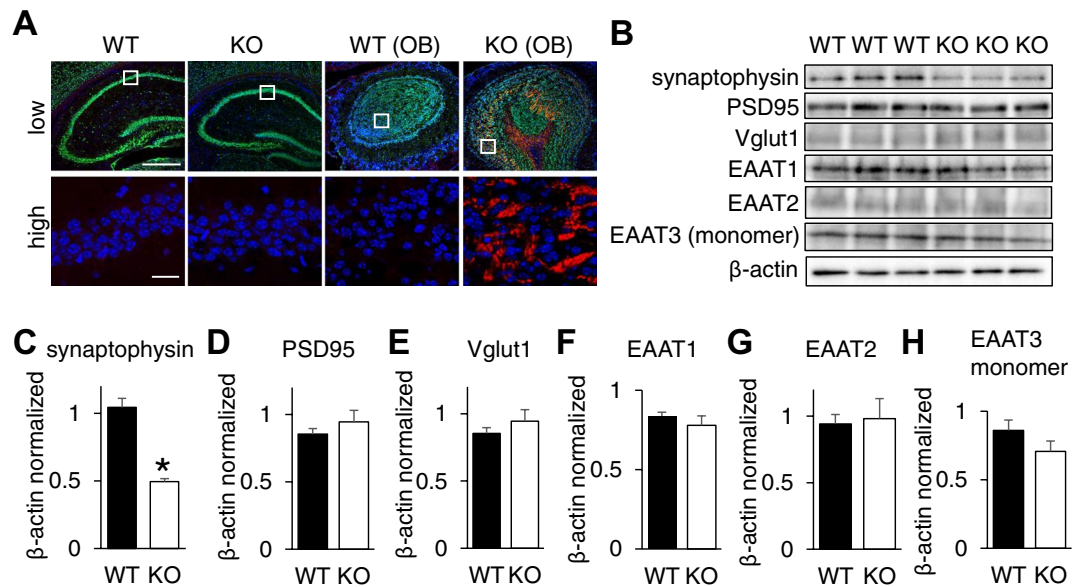 A
WT KO WT (OB) KO (OB)
low
high
B
WT WT WT KO KO KO
synaptophysin
PSD95
Vglut1
EAAT1
EAAT2
EAAT3 (monomer)
β-actin
C synaptophysin
β-actin normalized
1
0.5
0
*
WT KO
D PSD95
β-actin normalized
1
0.5
0
WT KO
E Vglut1
β-actin normalized
1
0.5
0
WT KO
F EAAT1
β-actin normalized
1
0.5
0
WT KO
G EAAT2
β-actin normalized
1
0.5
0
WT KO
H EAAT3
monomer
β-actin normalized
1
0.5
0
WT KO